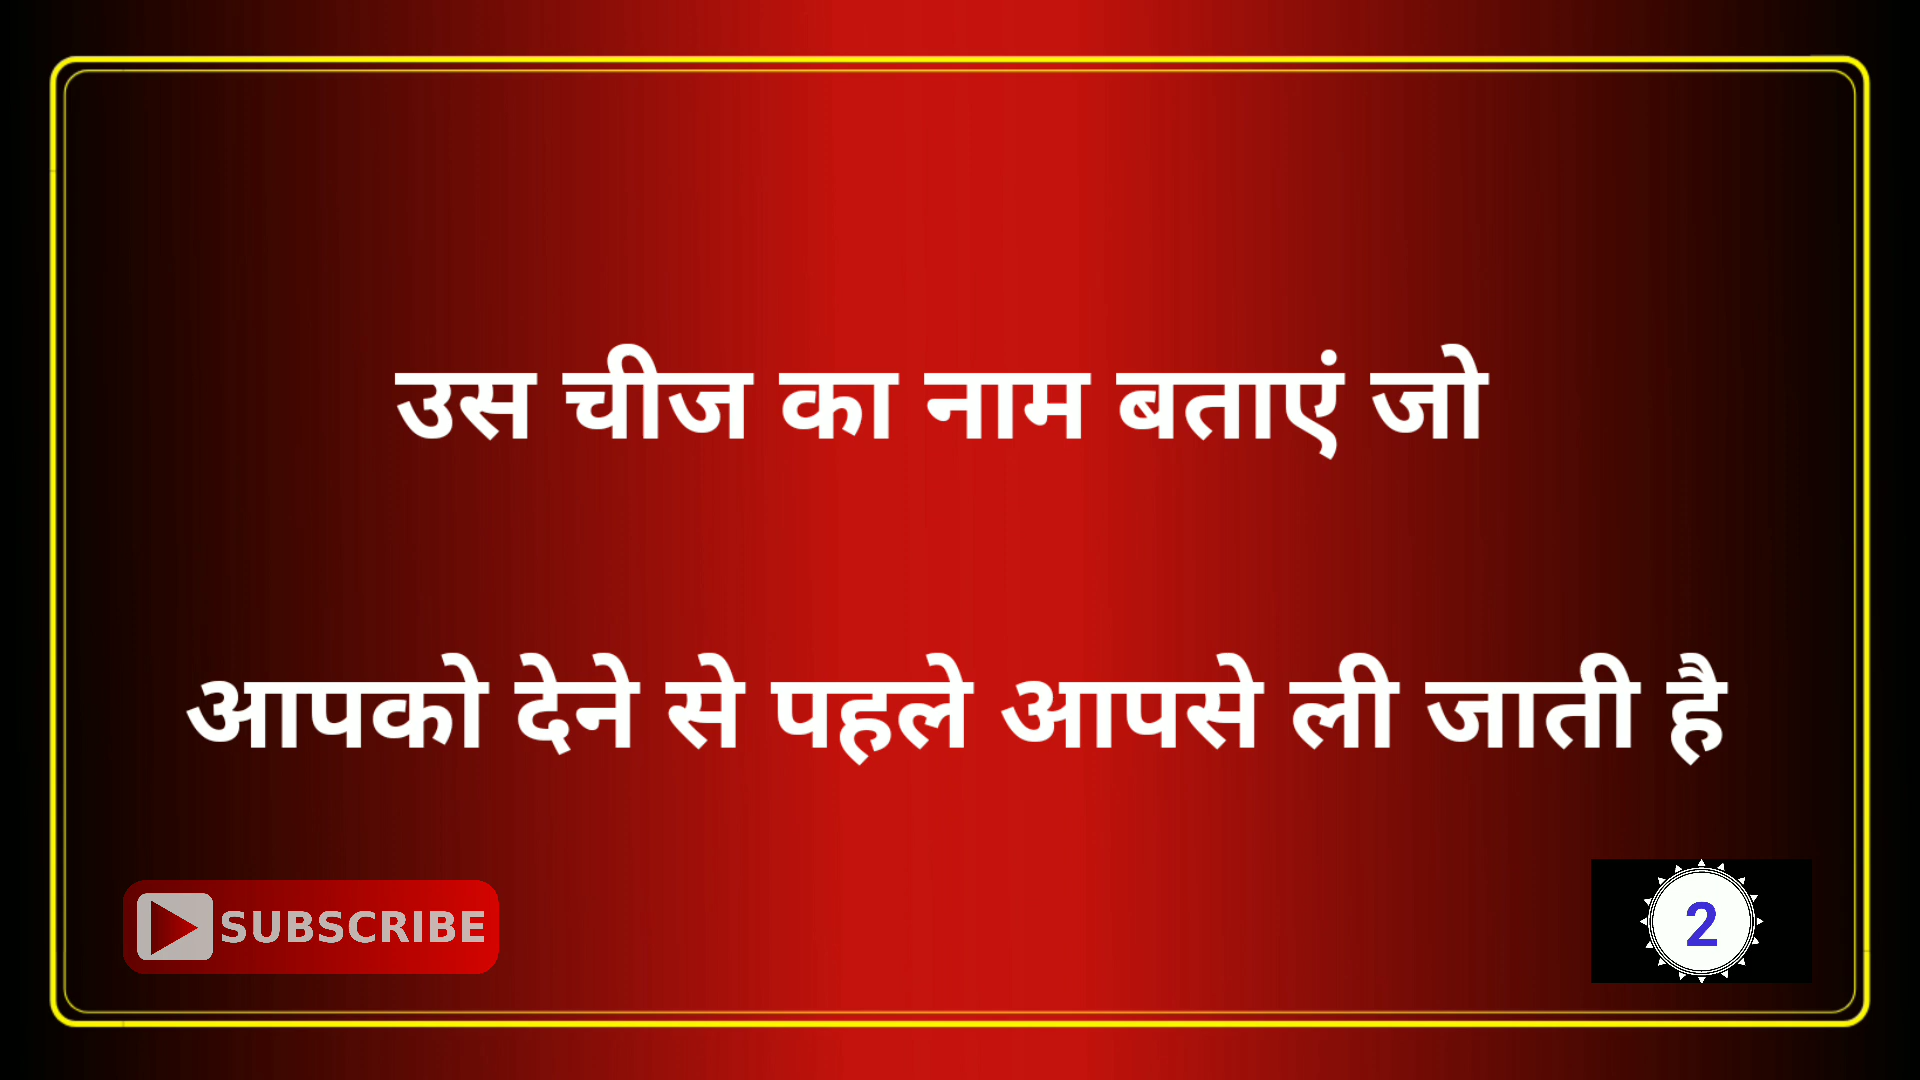 उस चीज का नाम बताएं जो
आपको देने से पहले आपसे ली जाती है
SUBSCRIBE
2